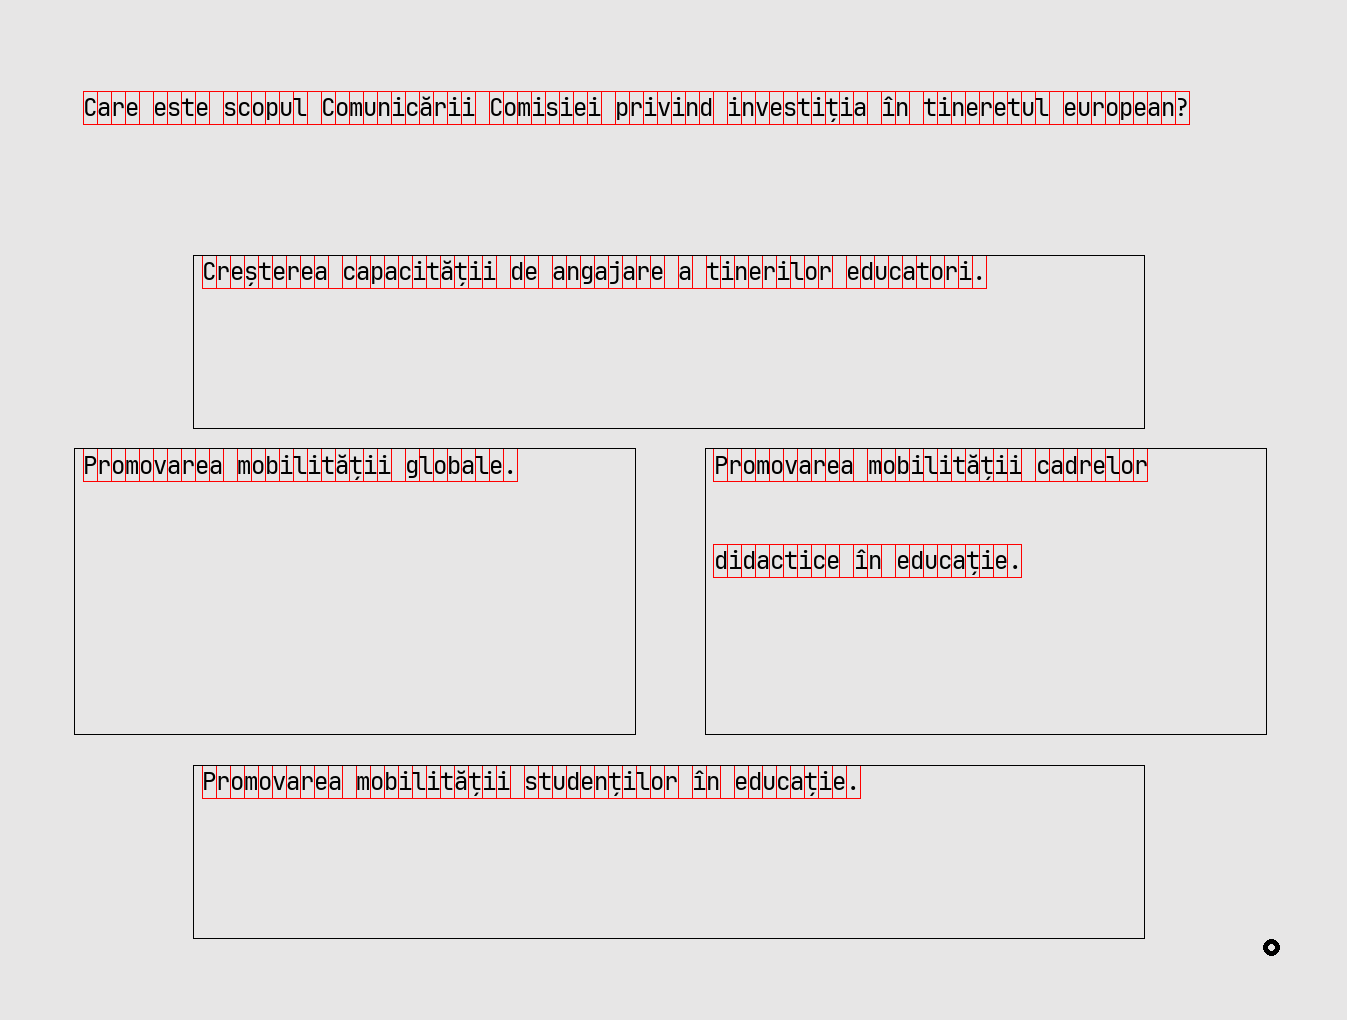 Care este scopul Comunicării Comisiei privind investiția în tineretul european?
Creșterea capacității de angajare a tinerilor educatori.
Promovarea mobilității globale.
Promovarea mobilității cadrelor
didactice în educație.
Promovarea mobilității studenților în educație.